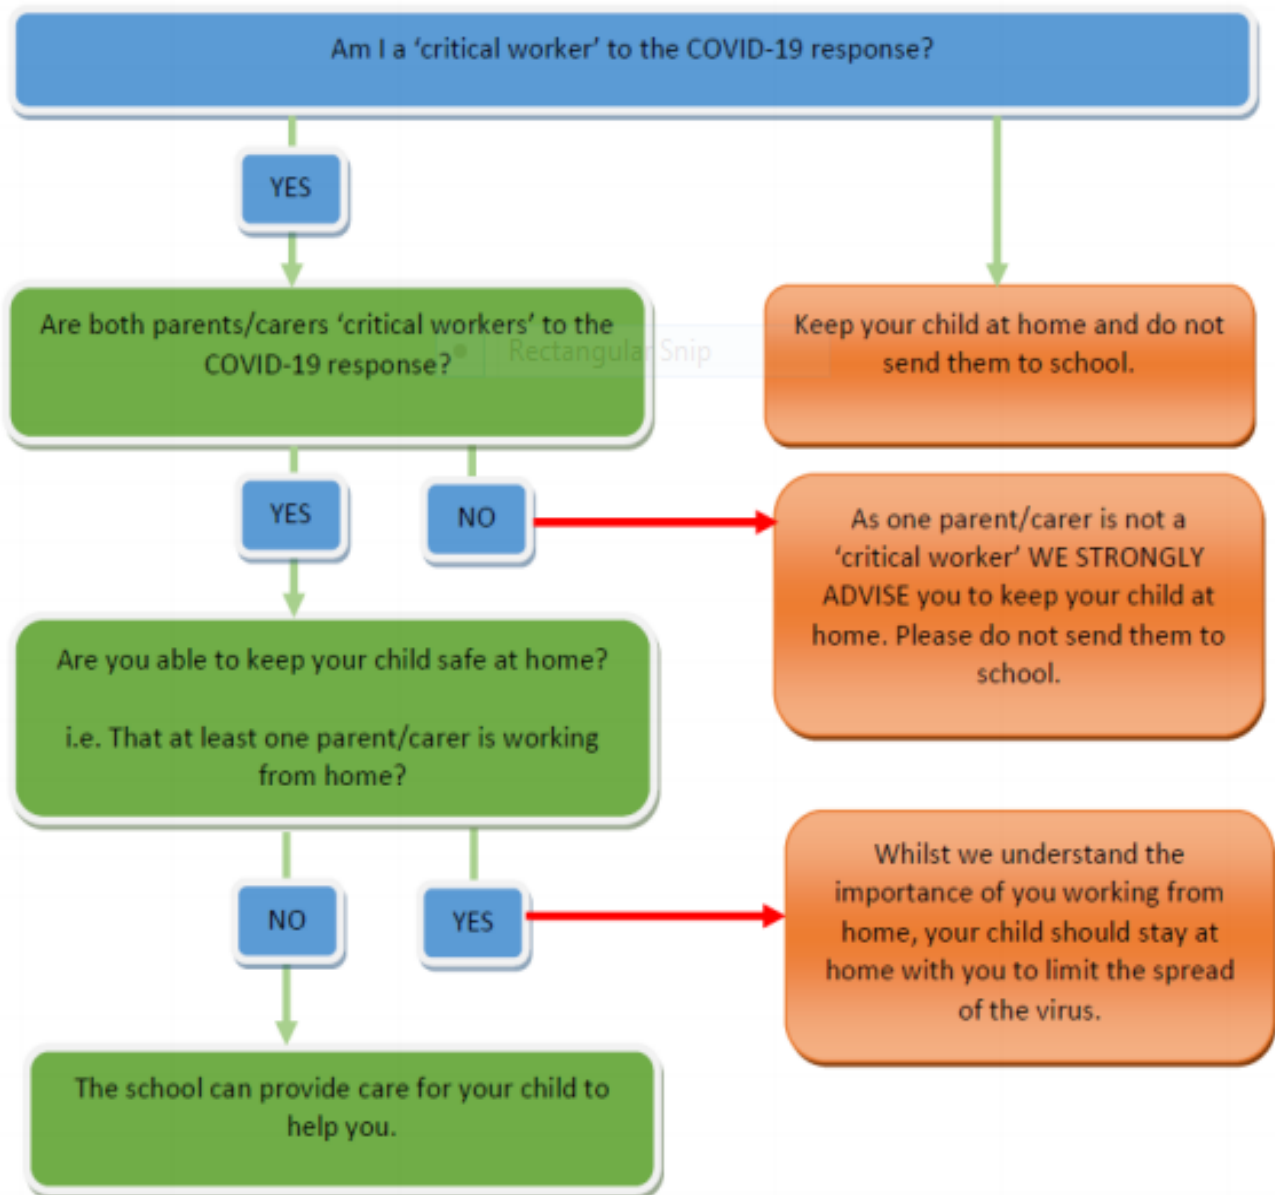 Am I a ‘critical worker’ to the COVID-19 response?
YES
Are both parents/carers ‘critical workers’ to the
COVID-19 response?
Rectangular Snip
Keep your child at home and do not
send them to school.
YES
NO
As one parent/carer is not a
‘critical worker’ WE STRONGLY
ADVISE you to keep your child at
home. Please do not send them to
school.
Are you able to keep your child safe at home?
i.e. That at least one parent/carer is working
from home?
NO
YES
Whilst we understand the
importance of you working from
home, your child should stay at
home with you to limit the spread
of the virus.
The school can provide care for your child to
help you.